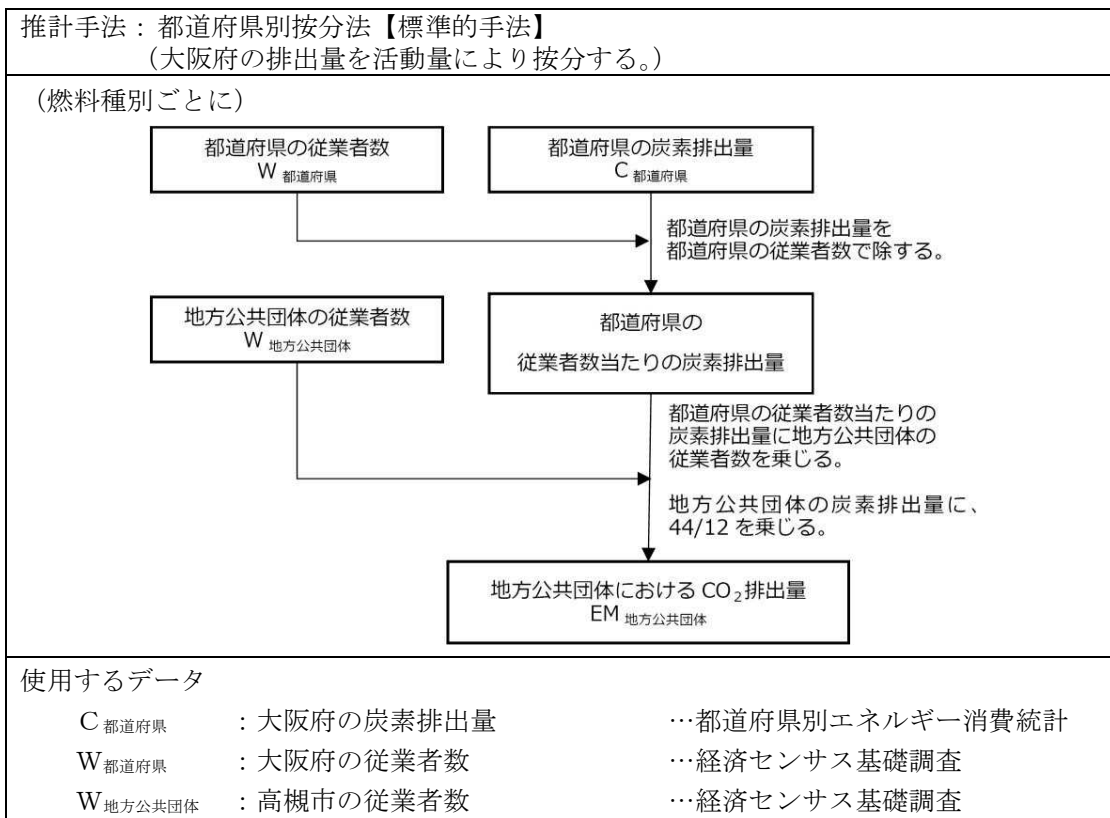 推計手法：都道府県別按分法【標準的手法】
（大阪府の排出量を活動量により按分する。）
（燃料種別ごとに）
都道府県の従業者数
W 都道府県
都道府県の炭素排出量
C 都道府県
都道府県の炭素排出量を
都道府県の従業者数で除する。
地方公共団体の従業者数
W 地方公共団体
都道府県の
従業者数当たりの炭素排出量
都道府県の従業者数当たりの
炭素排出量に地方公共団体の
従業者数を乗じる。
地方公共団体の炭素排出量に、
44/12 を乗じる。
地方公共団体における CO₂排出量
EM 地方公共団体
使用するデータ
C 都道府県 ：大阪府の炭素排出量 …都道府県別エネルギー消費統計
W都道府県 ：大阪府の従業者数 …経済センサス基礎調査
W地方公共団体 ：高槻市の従業者数 …経済センサス基礎調査